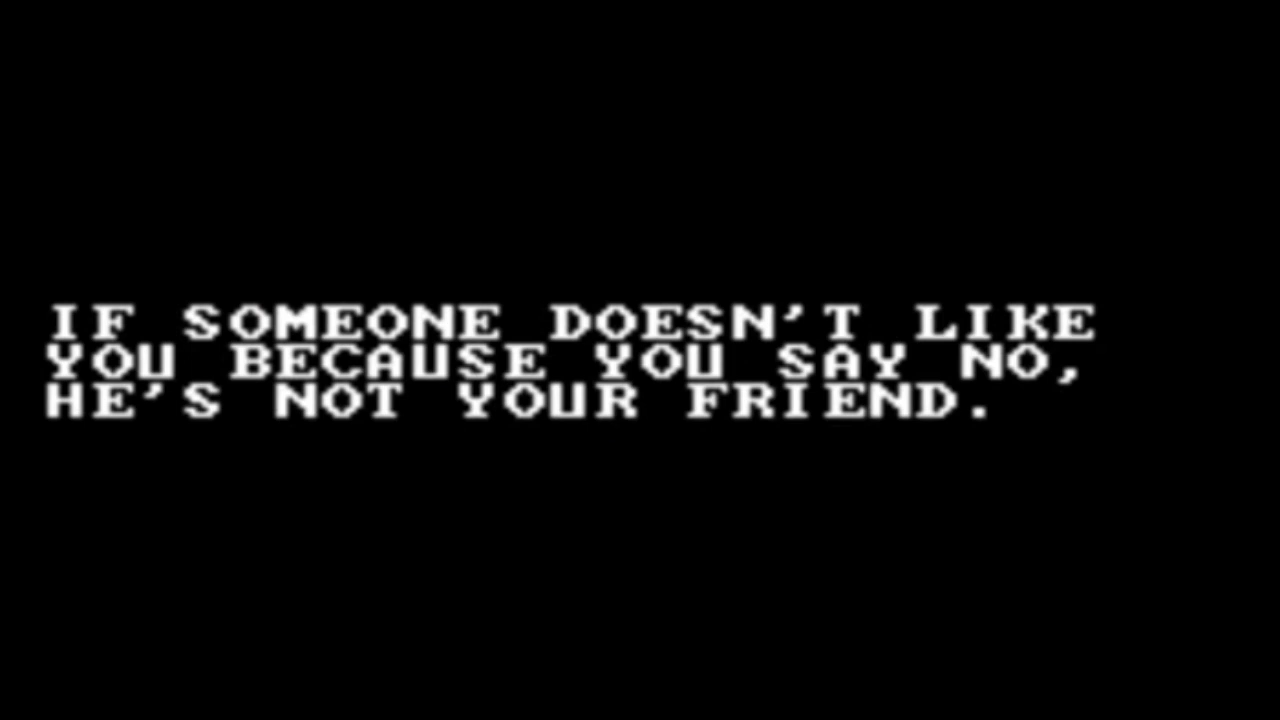 IF SOMEONE DOESN'T LIKE
YOU BECAUSE YOU SAY NO,
HE'S NOT YOUR FRIEND.